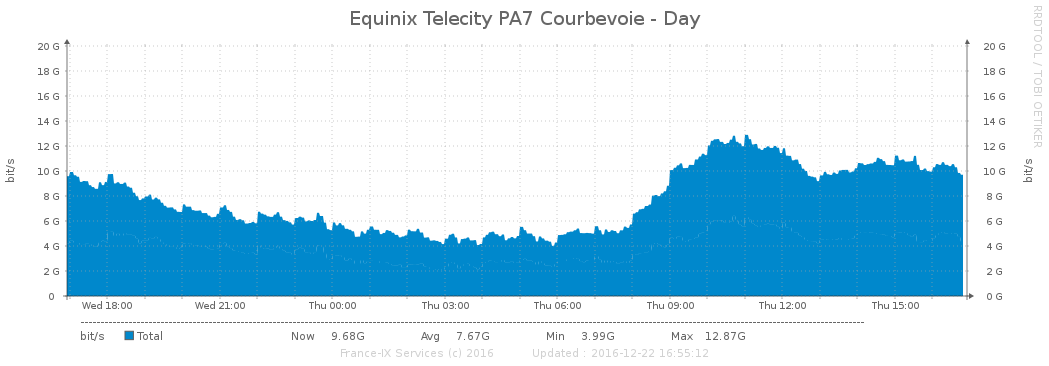 Equinix Telecity PA7 Courbevoie - Day
RRDTOOL / TOBI OETIKER
bit/s
20 G 20 G
18 G 18 G
16 G 16 G
14 G 14 G
12 G 12 G
10 G 10 G
8 G 8 G
6 G 6 G
4 G 4 G
2 G 2 G
0 0 G
bit/s
Wed 18:00 Wed 21:00 Thu 00:00 Thu 03:00 Thu 06:00 Thu 09:00 Thu 12:00 Thu 15:00
bit/s Total Now 9.68G Avg 7.67G Min 3.99G Max 12.87G
France-IX Services (c) 2016 Updated : 2016-12-22 16:55:12